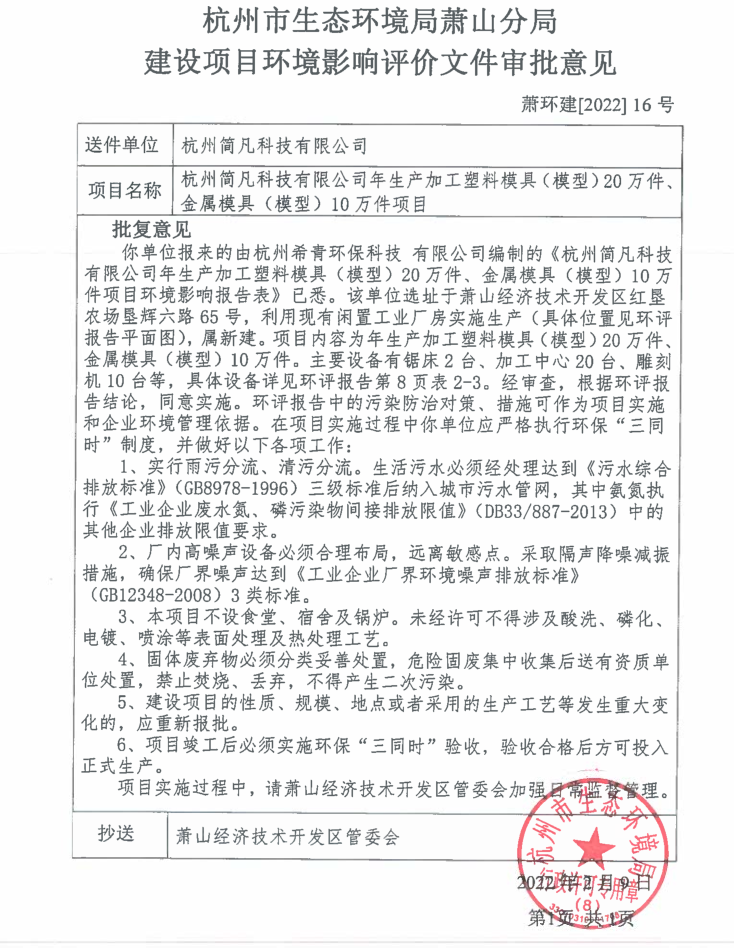 杭州市生态环境局萧山分局
建设项目环境影响评价文件审批意见
萧环建[2022] 16 号
送件单位
杭州简凡科技有限公司
项目名称
杭州简凡科技有限公司年生产加工塑料模具（模型）20 万件、
金属模具（模型）10 万件项目
批复意见
你单位报来的由杭州希青环保科技 有限公司编制的《杭州简凡科技
有限公司年生产加工塑料模具（模型）20 万件、金属模具（模型）10 万
件项目环境影响报告表》已悉。该单位选址于萧山经济技术开发区红垦
农场垦辉六路 65 号，利用现有闲置工业厂房实施生产（具体位置见环评
报告平面图），属新建。项目内容为年生产加工塑料模具（模型）20 万件、
金属模具（模型）10 万件。主要设备有锯床 2 台、加工中心 20 台、雕刻
机 10 台等，具体设备详见环评报告第 8 页表 2-3。经审查，根据环评报
告结论，同意实施。环评报告中的污染防治对策、措施可作为项目实施
和企业环境管理依据。在项目实施过程中你单位应严格执行环保“三同
时”制度，并做好以下各项工作：
1、实行雨污分流、清污分流。生活污水必须经处理达到《污水综合
排放标准》（GB8978-1996）三级标准后纳入城市污水管网，其中氨氮执
行《工业企业废水氮、磷污染物间接排放限值》（DB33/887-2013）中的
其他企业排放限值要求。
2、厂内高噪声设备必须合理布局，远离敏感点。采取隔声降噪减振
措施，确保厂界噪声达到《工业企业厂界环境噪声排放标准》
（GB12348-2008）3 类标准。
3、本项目不设食堂、宿舍及锅炉。未经许可不得涉及酸洗、磷化、
电镀、喷涂等表面处理及热处理工艺。
4、固体废弃物必须分类妥善处置，危险固废集中收集后送有资质单
位处置，禁止焚烧、丢弃，不得产生二次污染。
5、建设项目的性质、规模、地点或者采用的生产工艺等发生重大变
化的，应重新报批。
6、项目竣工后必须实施环保“三同时”验收，验收合格后方可投入
正式生产。
项目实施过程中，请萧山经济技术开发区管委会加强日常监督管理。
抄送
萧山经济技术开发区管委会
杭州市生态环境局
行政许可专用章
（8）
2022 年 2 月 9 日
第1页 共 1页